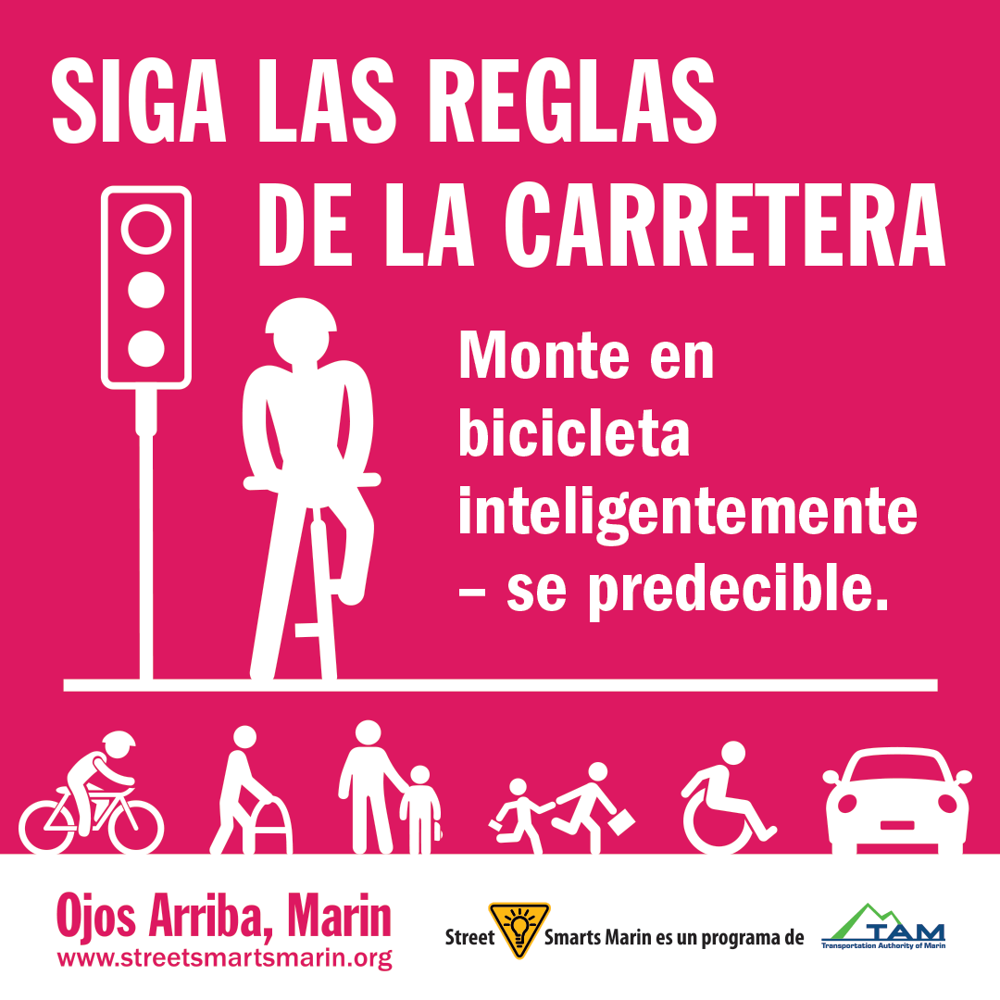 SIGA LAS REGLAS
DE LA CARRETERA
Monte en
bicicleta
inteligentemente
– se predecible.
Ojos Arriba, Marin
www.streetsmartsmarin.org
Street Smarts Marin es un programa de
TAM
Transportation Authority of Marin